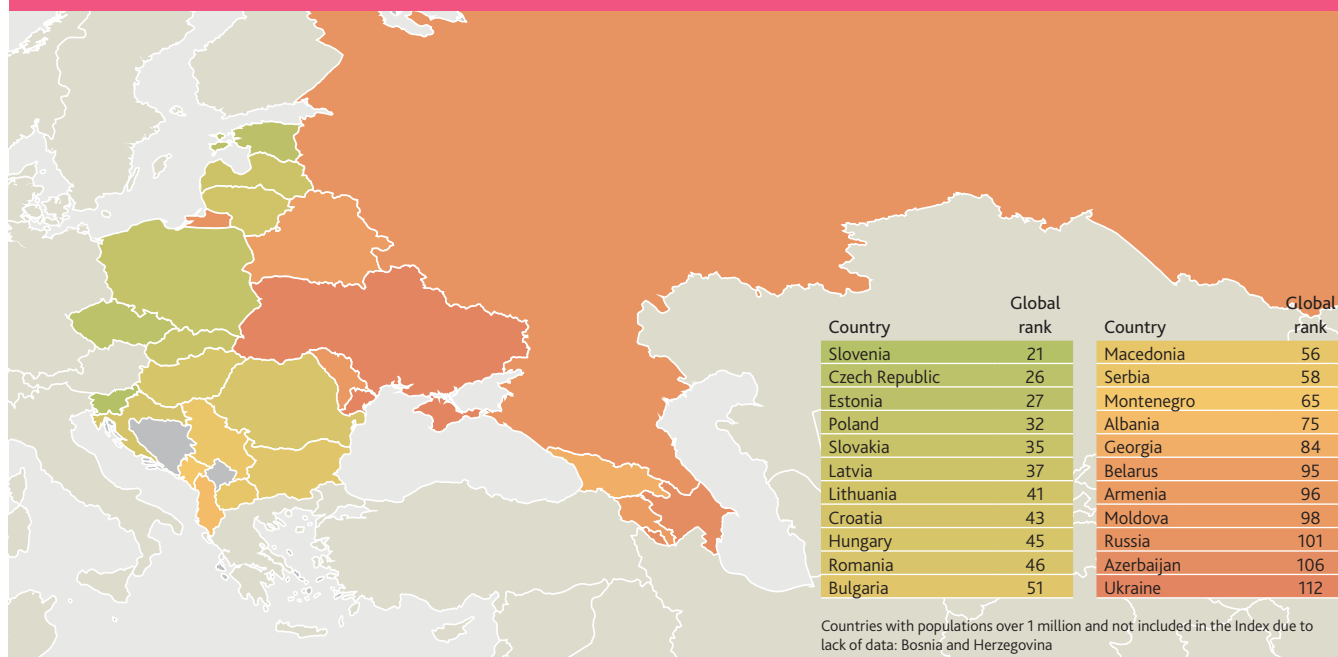 Country Global rank
Slovenia 21
Czech Republic 26
Estonia 27
Poland 32
Slovakia 35
Latvia 37
Lithuania 41
Croatia 43
Hungary 45
Romania 46
Bulgaria 51
Country Global rank
Macedonia 56
Serbia 58
Montenegro 65
Albania 75
Georgia 84
Belarus 95
Armenia 96
Moldova 98
Russia 101
Azerbaijan 106
Ukraine 112
Countries with populations over 1 million and not included in the Index due to
lack of data: Bosnia and Herzegovina